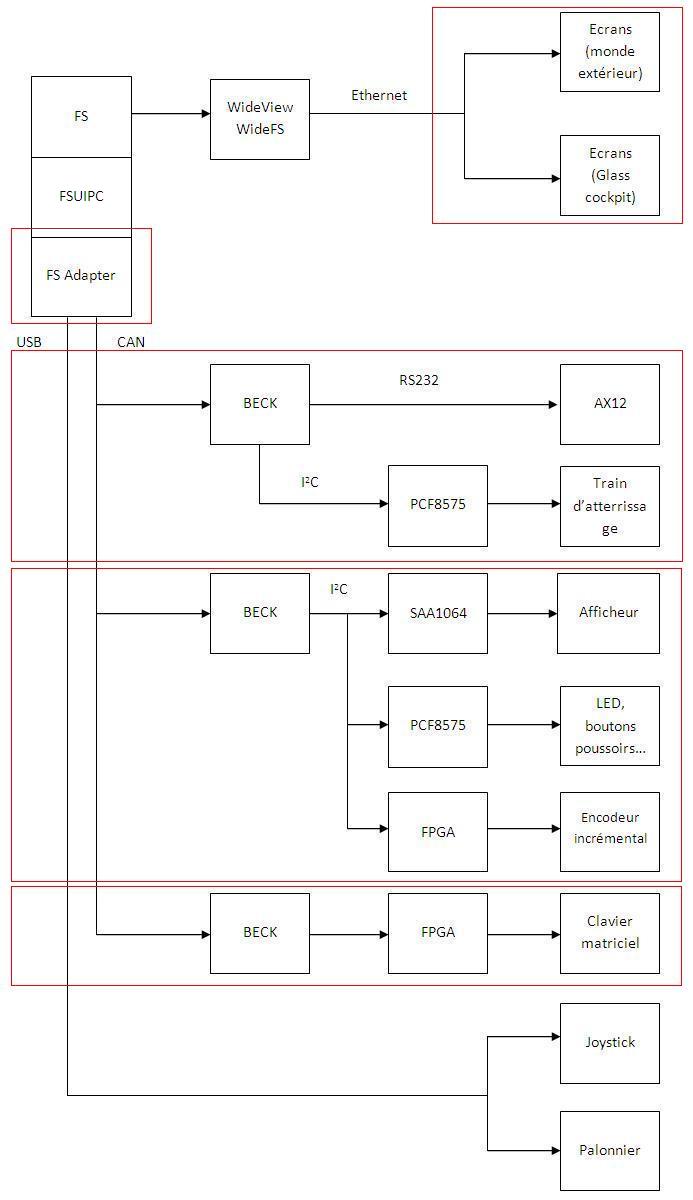 Ecrans
(monde
extérieur)
Ethernet
WideView
WideFS
FS
Ecrans
(Glass
cockpit)
FSUIPC
FS Adapter
USB
CAN
RS232
BECK
AX12
I²C
PCF8575
Train
d’atterrissa
ge
I²C
BECK
SAA1064
Afficheur
PCF8575
LED,
boutons
poussoirs…
FPGA
Encodeur
incrémental
BECK
FPGA
Clavier
matriciel
Joystick
Palonnier